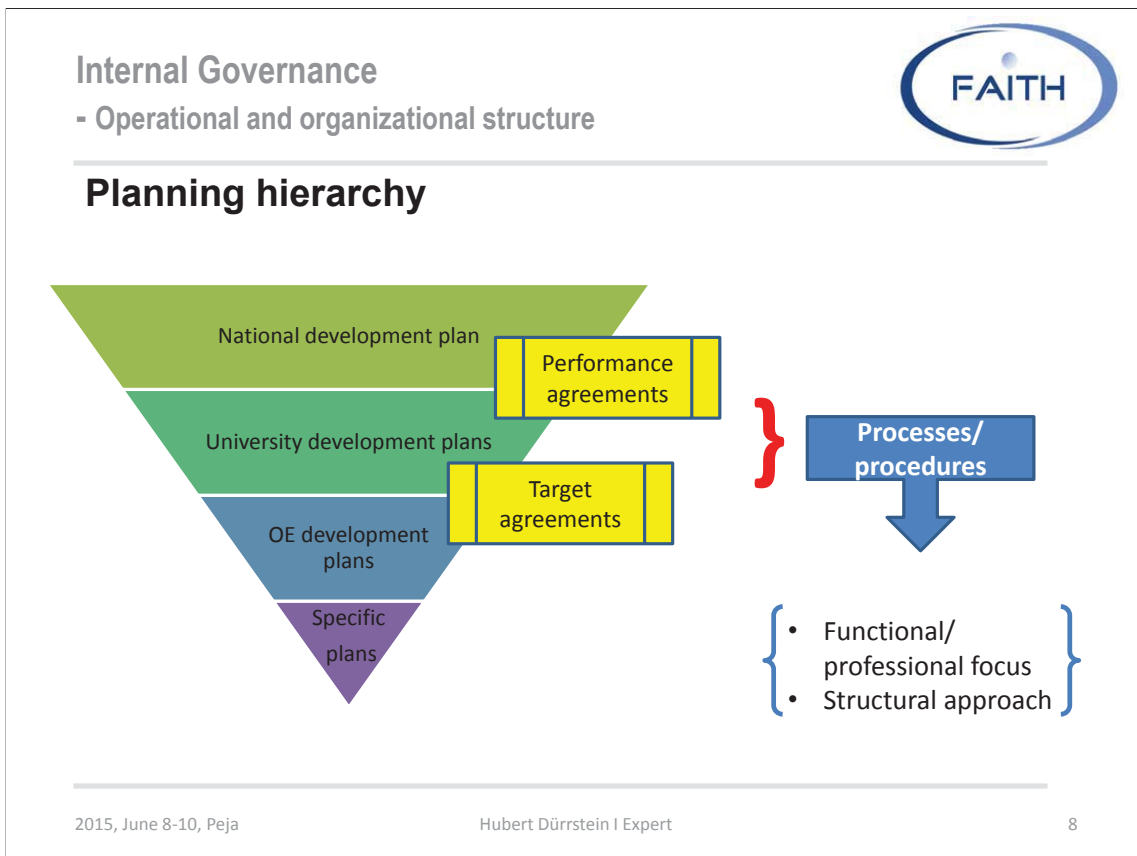 Internal Governance
- Operational and organizational structure
FAITH
Planning hierarchy
National development plan
Performance
agreements
University development plans
Target
agreements
OE development
plans
Specific
plans
}
Processes/
procedures
{
• Functional/
professional focus
• Structural approach
}
2015, June 8-10, Peja
Hubert Dürrstein I Expert
8